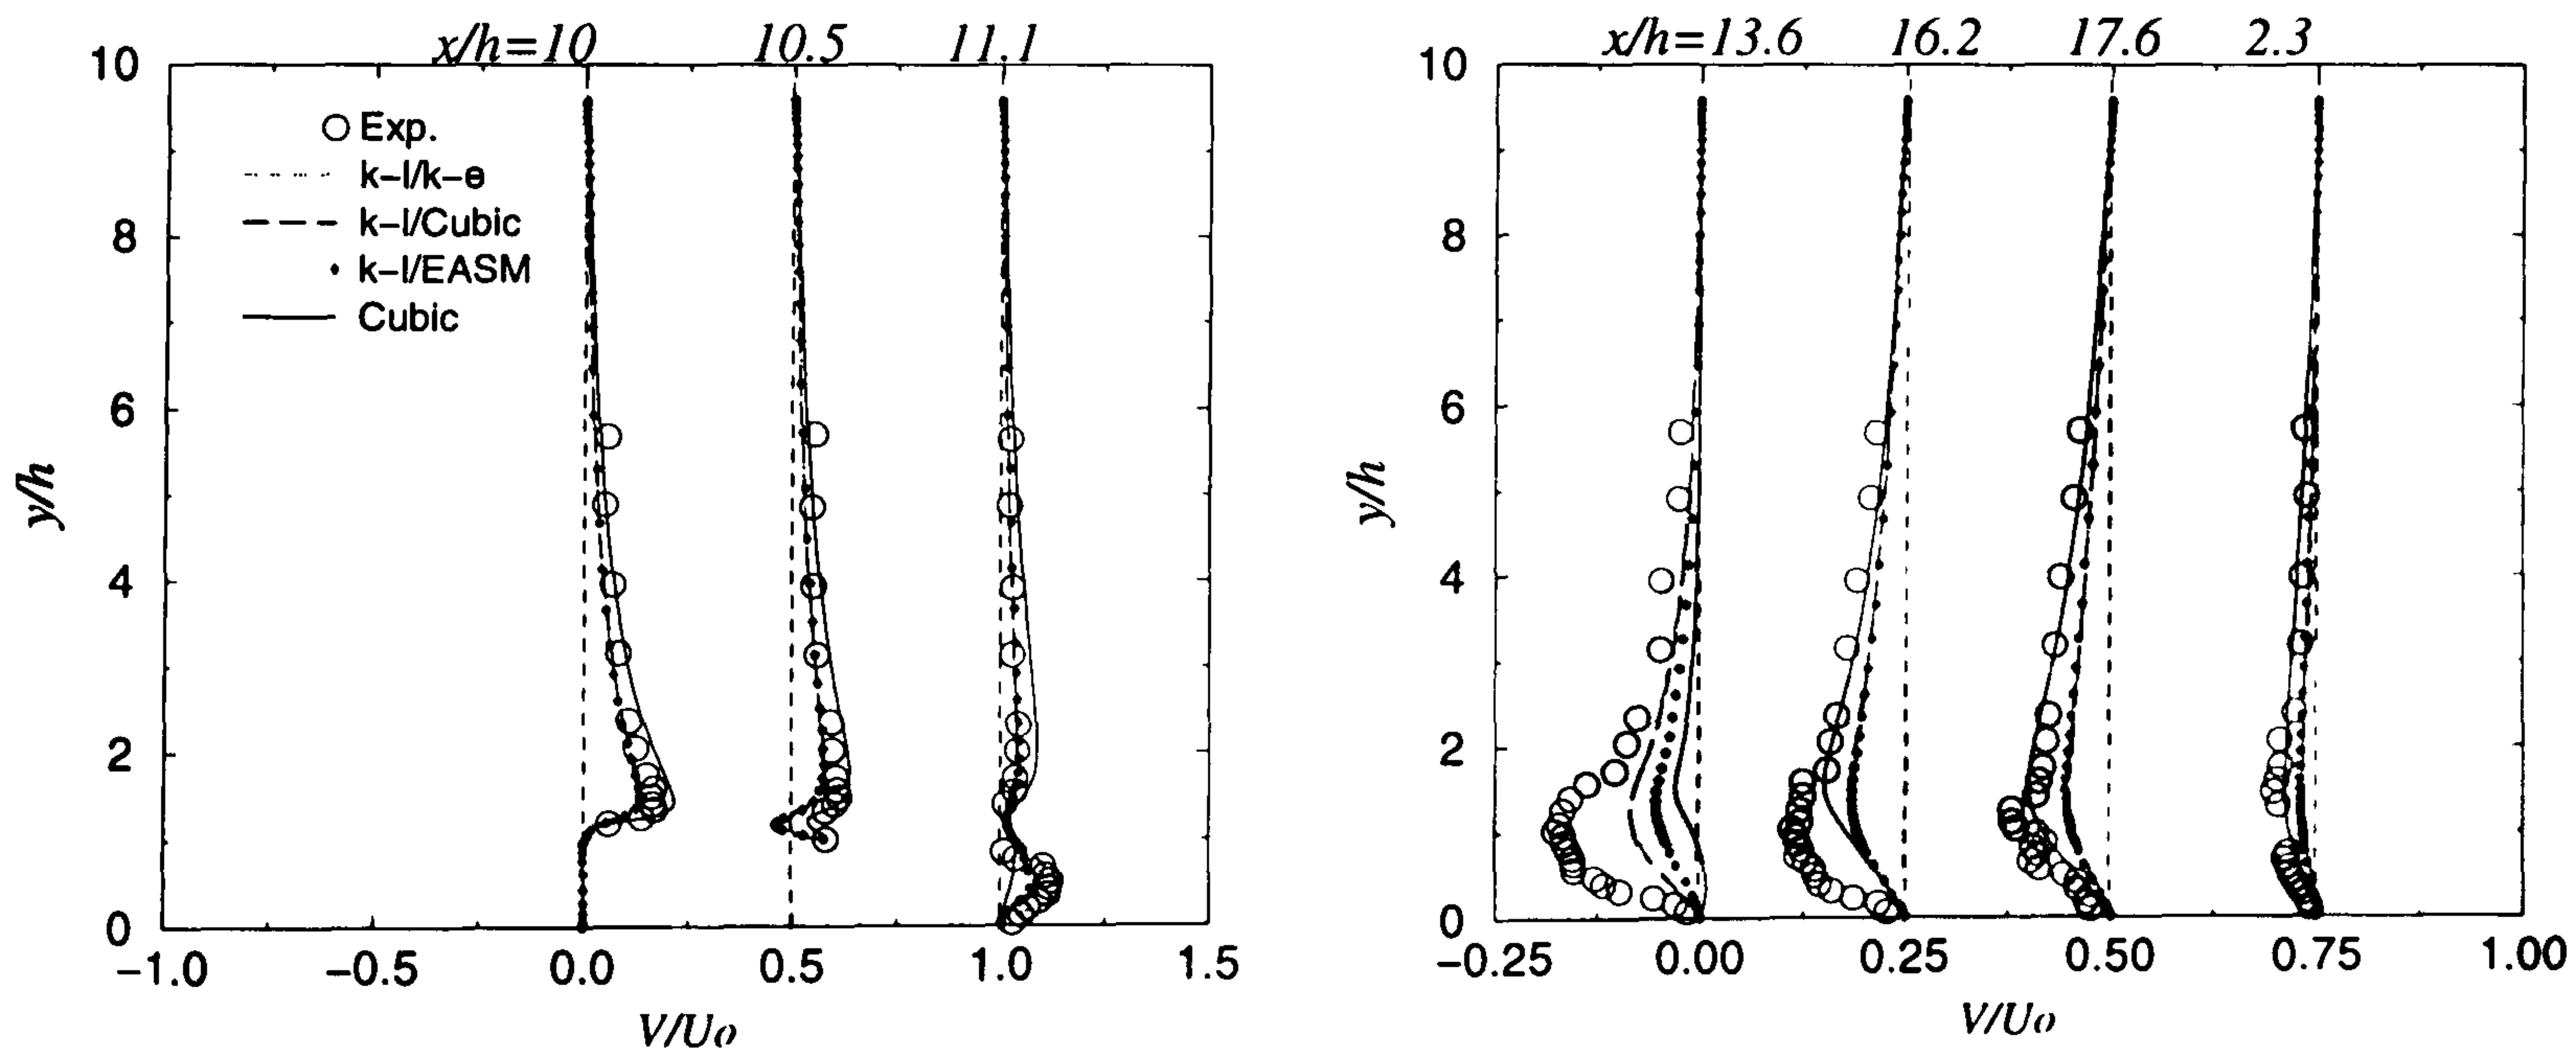 x/h=10 10.5 11.1
10
8
6
4
2
0
y/h
Exp.
k-l/k-e
k-l/Cubic
k-l/EASM
Cubic
-1.0 -0.5 0.0 0.5 1.0 1.5
V/Uo
x/h=13.6 16.2 17.6 2.3
10
8
6
4
2
0
y/h
-0.25 0.00 0.25 0.50 0.75 1.00
V/Uo